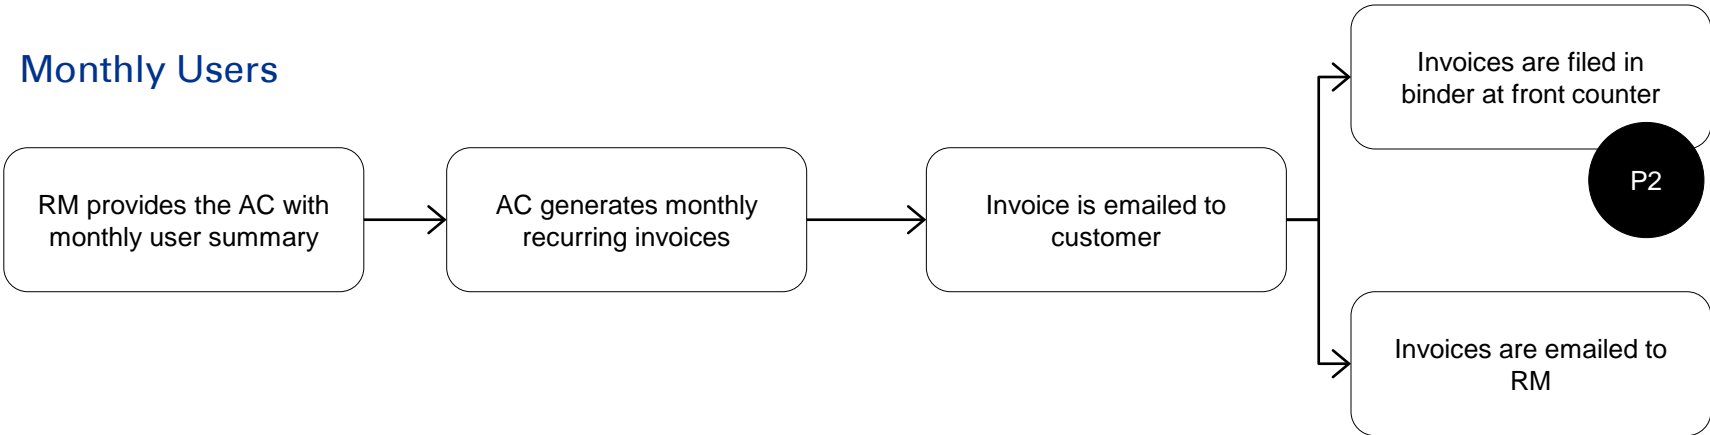 Monthly Users
RM provides the AC with
monthly user summary
AC generates monthly
recurring invoices
Invoice is emailed to
customer
Invoices are filed in
binder at front counter
P2
Invoices are emailed to
RM